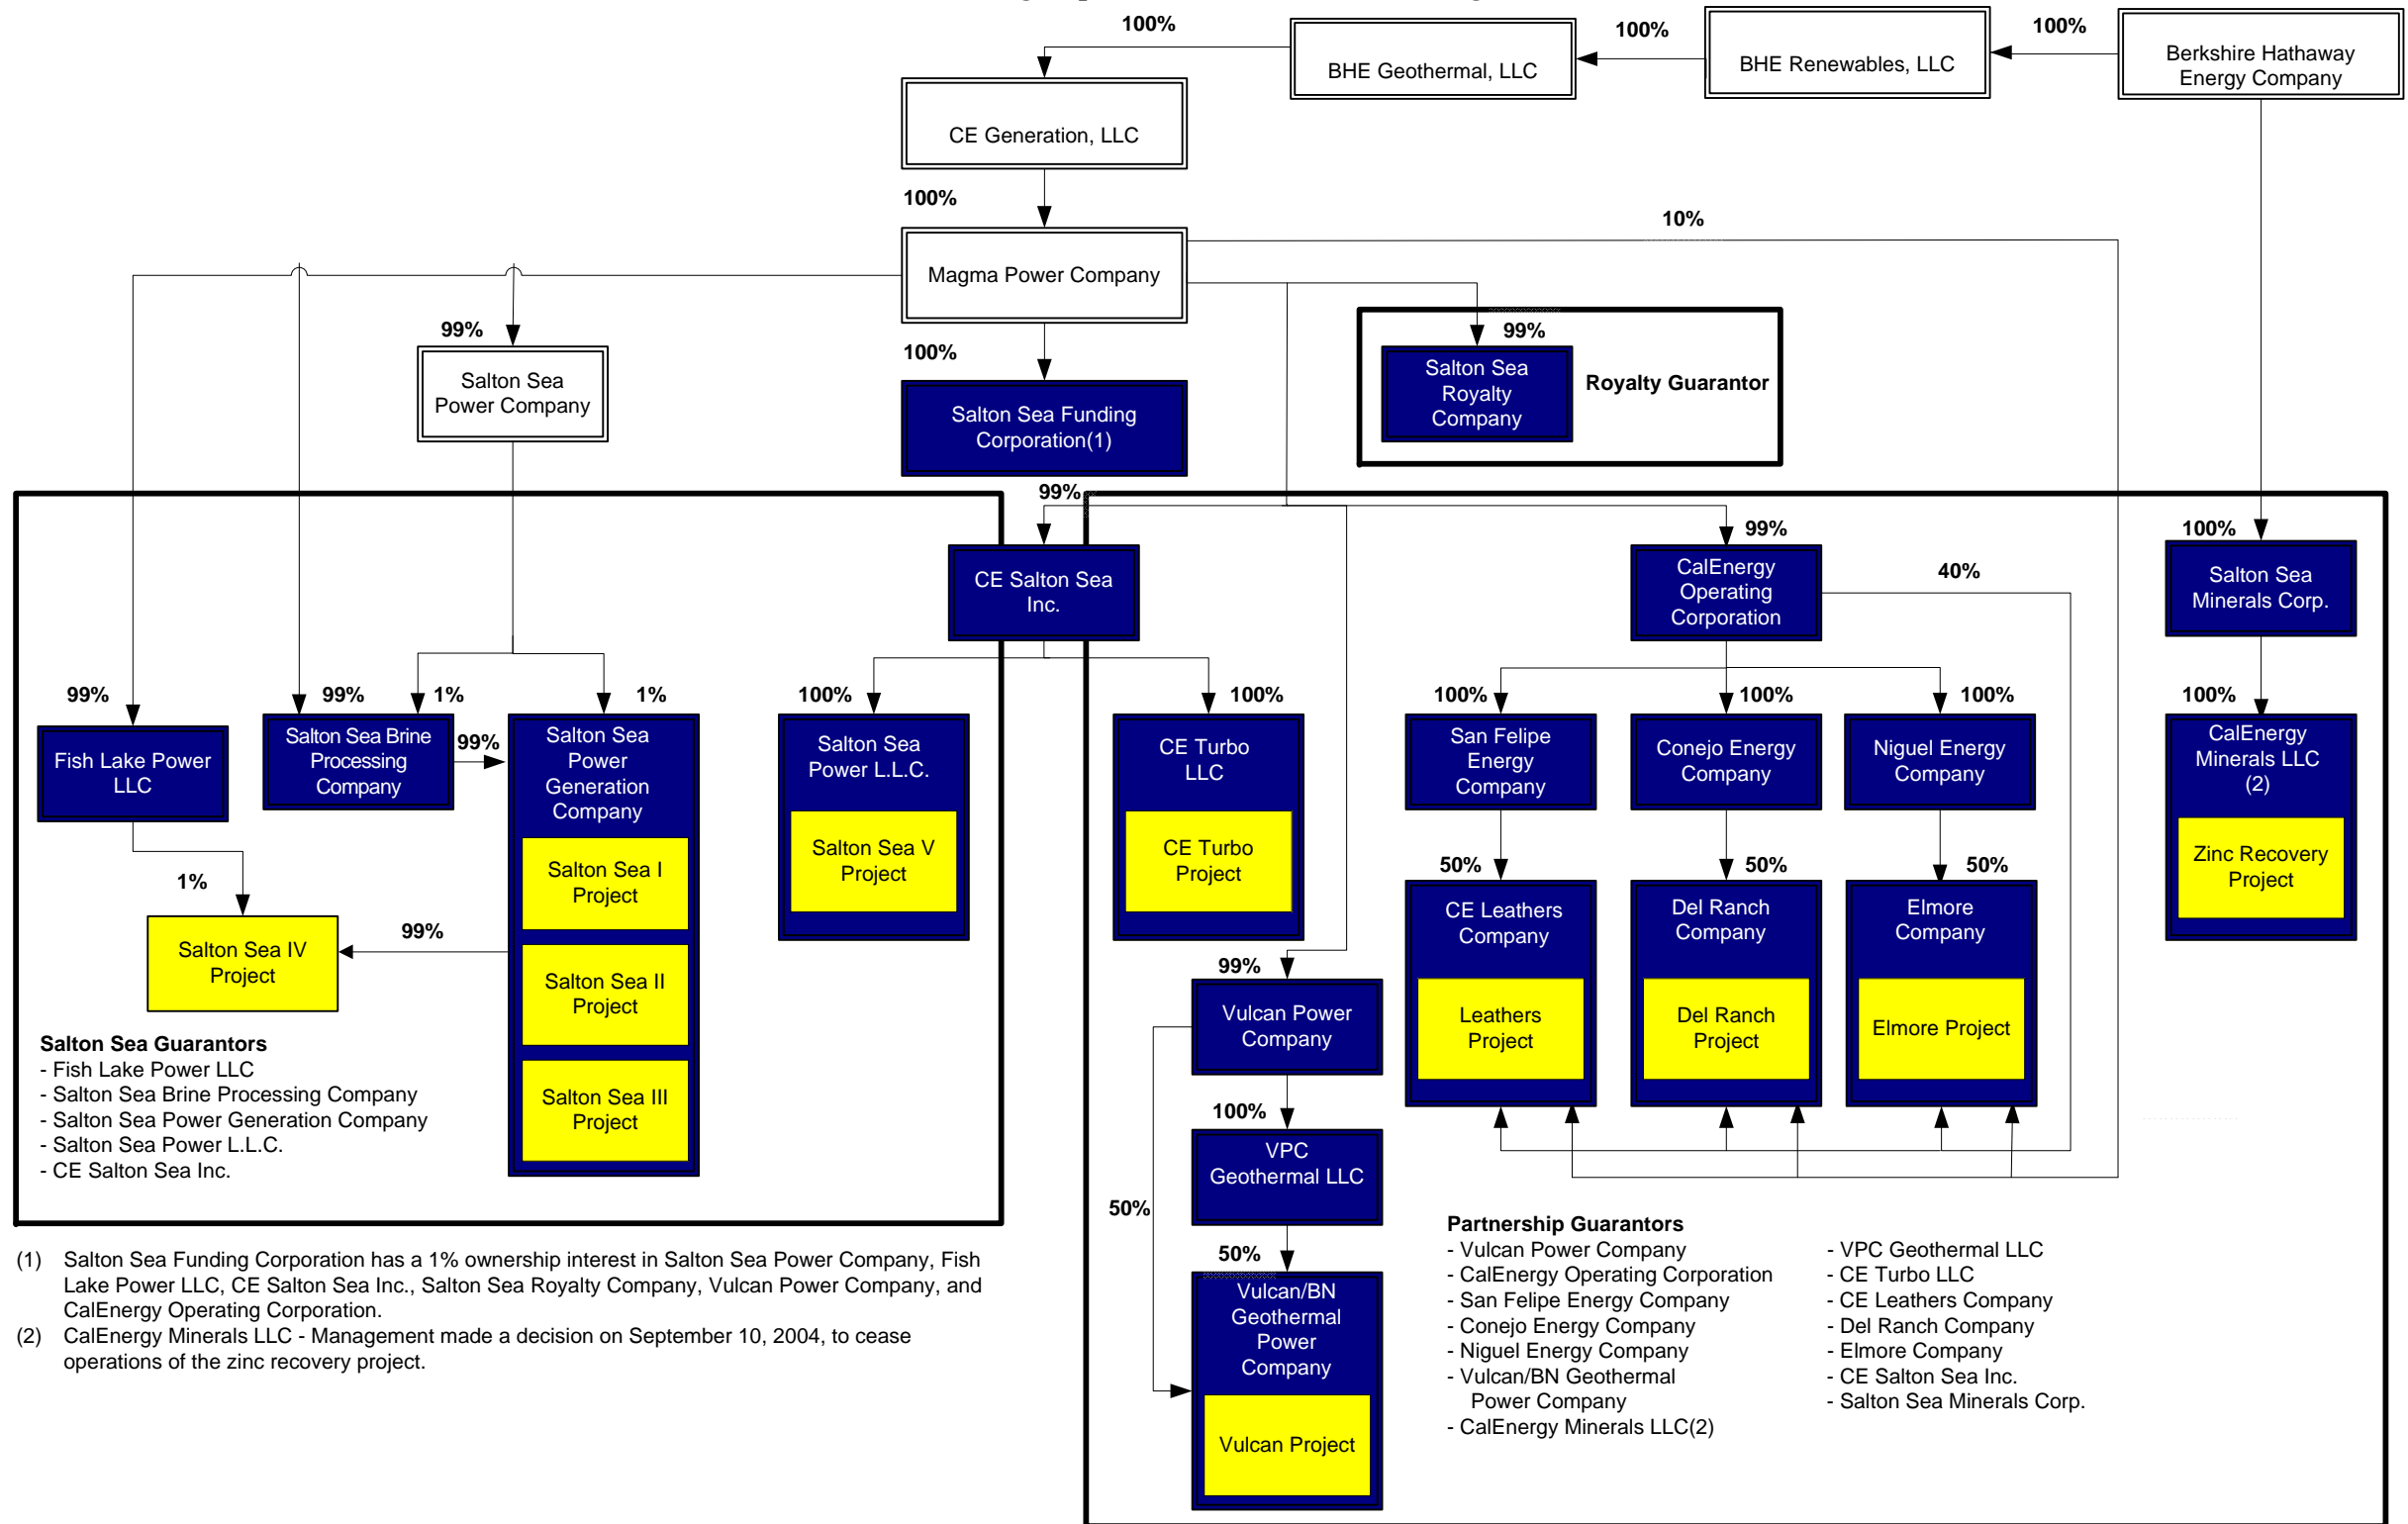 100%
100%
100%
Berkshire Hathaway
Energy Company
BHE Renewables, LLC
BHE Geothermal, LLC
CE Generation, LLC
100%
10%
Magma Power Company
99%
Salton Sea
Power Company
100%
Salton Sea Funding
Corporation(1)
99%
Salton Sea
Royalty
Company
Royalty Guarantor
99%
CE Salton Sea
Inc.
99%
CalEnergy
Operating
Corporation
40%
100%
Salton Sea
Minerals Corp.
99%
Fish Lake Power
LLC
99%
1%
Salton Sea Brine
Processing
Company
99%
1%
Salton Sea
Power
Generation
Company
Salton Sea I
Project
Salton Sea II
Project
Salton Sea III
Project
1%
99%
Salton Sea IV
Project
100%
Salton Sea
Power L.L.C.
Salton Sea V
Project
100%
CE Turbo
LLC
CE Turbo
Project
100%
San Felipe
Energy
Company
100%
Conejo Energy
Company
100%
Niguel Energy
Company
100%
CalEnergy
Minerals LLC
(2)
Zinc Recovery
Project
50%
CE Leathers
Company
Leathers
Project
50%
Del Ranch
Company
Del Ranch
Project
50%
Elmore
Company
Elmore Project
99%
Vulcan Power
Company
100%
VPC
Geothermal LLC
50%
50%
Vulcan/BN
Geothermal
Power
Company
Vulcan Project
Salton Sea Guarantors
- Fish Lake Power LLC
- Salton Sea Brine Processing Company
- Salton Sea Power Generation Company
- Salton Sea Power L.L.C.
- CE Salton Sea Inc.
Partnership Guarantors
- Vulcan Power Company
- CalEnergy Operating Corporation
- San Felipe Energy Company
- Conejo Energy Company
- Niguel Energy Company
- Vulcan/BN Geothermal
Power Company
- CalEnergy Minerals LLC(2)
- VPC Geothermal LLC
- CE Turbo LLC
- CE Leathers Company
- Del Ranch Company
- Elmore Company
- CE Salton Sea Inc.
- Salton Sea Minerals Corp.
(1) Salton Sea Funding Corporation has a 1% ownership interest in Salton Sea Power Company, Fish
Lake Power LLC, CE Salton Sea Inc., Salton Sea Royalty Company, Vulcan Power Company, and
CalEnergy Operating Corporation.
(2) CalEnergy Minerals LLC - Management made a decision on September 10, 2004, to cease
operations of the zinc recovery project.